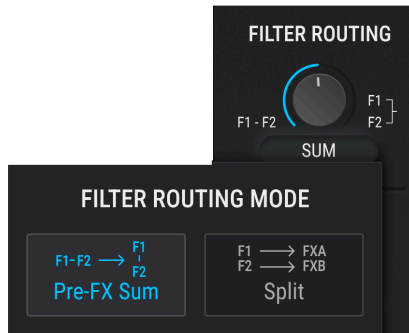 FILTER ROUTING
F1
F1 - F2
F2
SUM
FILTER ROUTING MODE
F1
F1-F2 → F2
Pre-FX Sum
F1 → FXA
F2 → FXB
Split